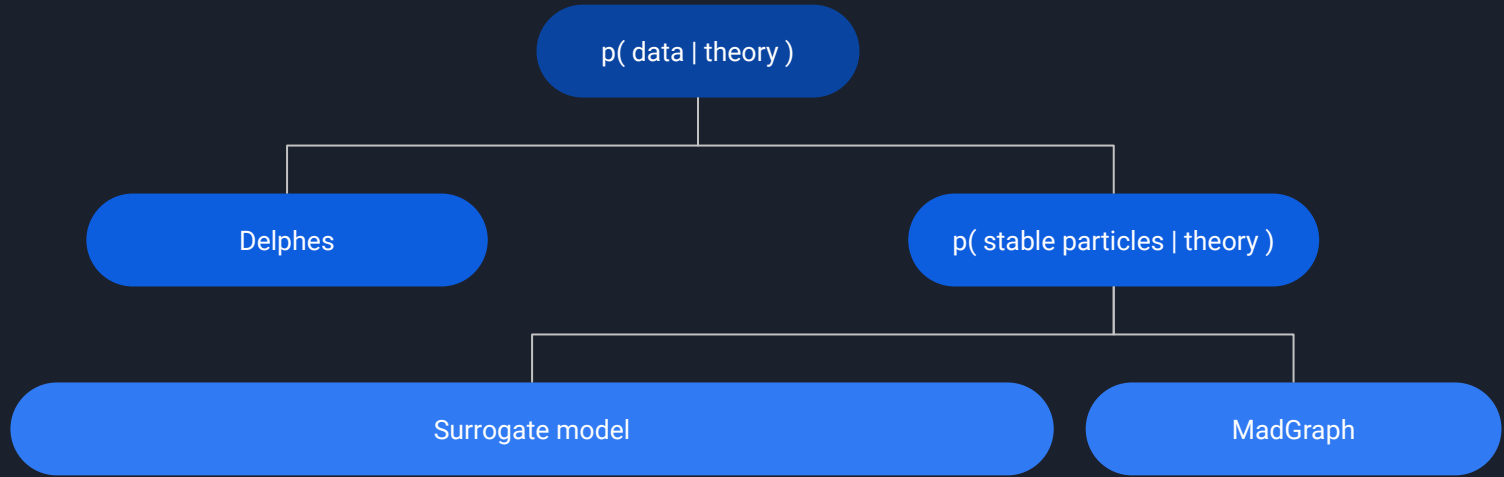 p( data | theory )
Delphes
p( stable particles | theory )
Surrogate model
MadGraph